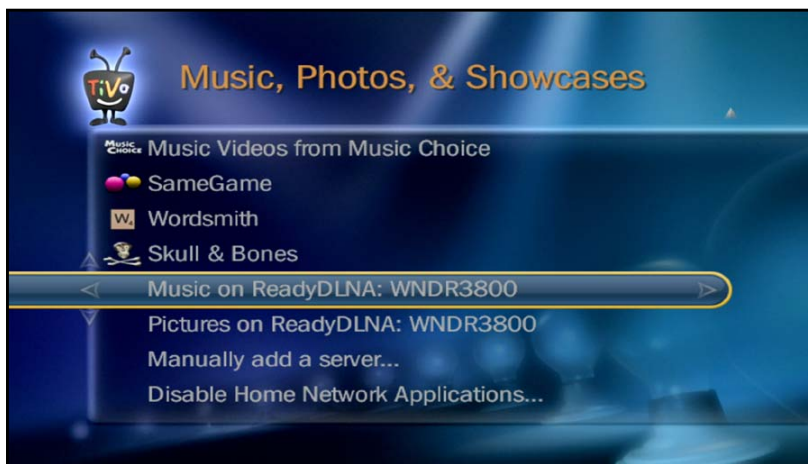 TiVo
Music, Photos, & Showcases
MUSIC CHOICE Music Videos from Music Choice
SameGame
W4 Wordsmith
Skull & Bones
Music on ReadyDLNA: WNDR3800
Pictures on ReadyDLNA: WNDR3800
Manually add a server...
Disable Home Network Applications...